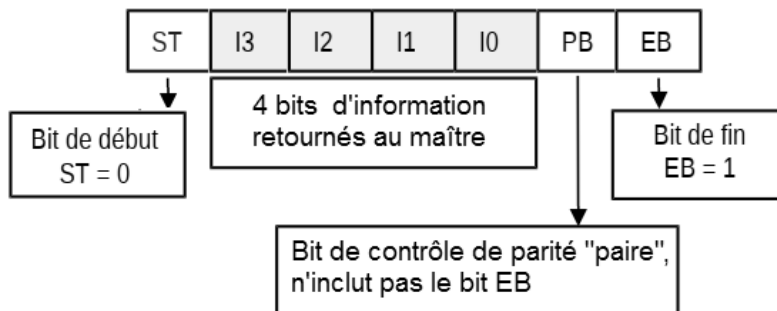 ST I3 I2 I1 I0 PB EB
4 bits d'information
retournés au maître
Bit de début
ST = 0
Bit de fin
EB = 1
Bit de contrôle de parité "paire",
n'inclut pas le bit EB